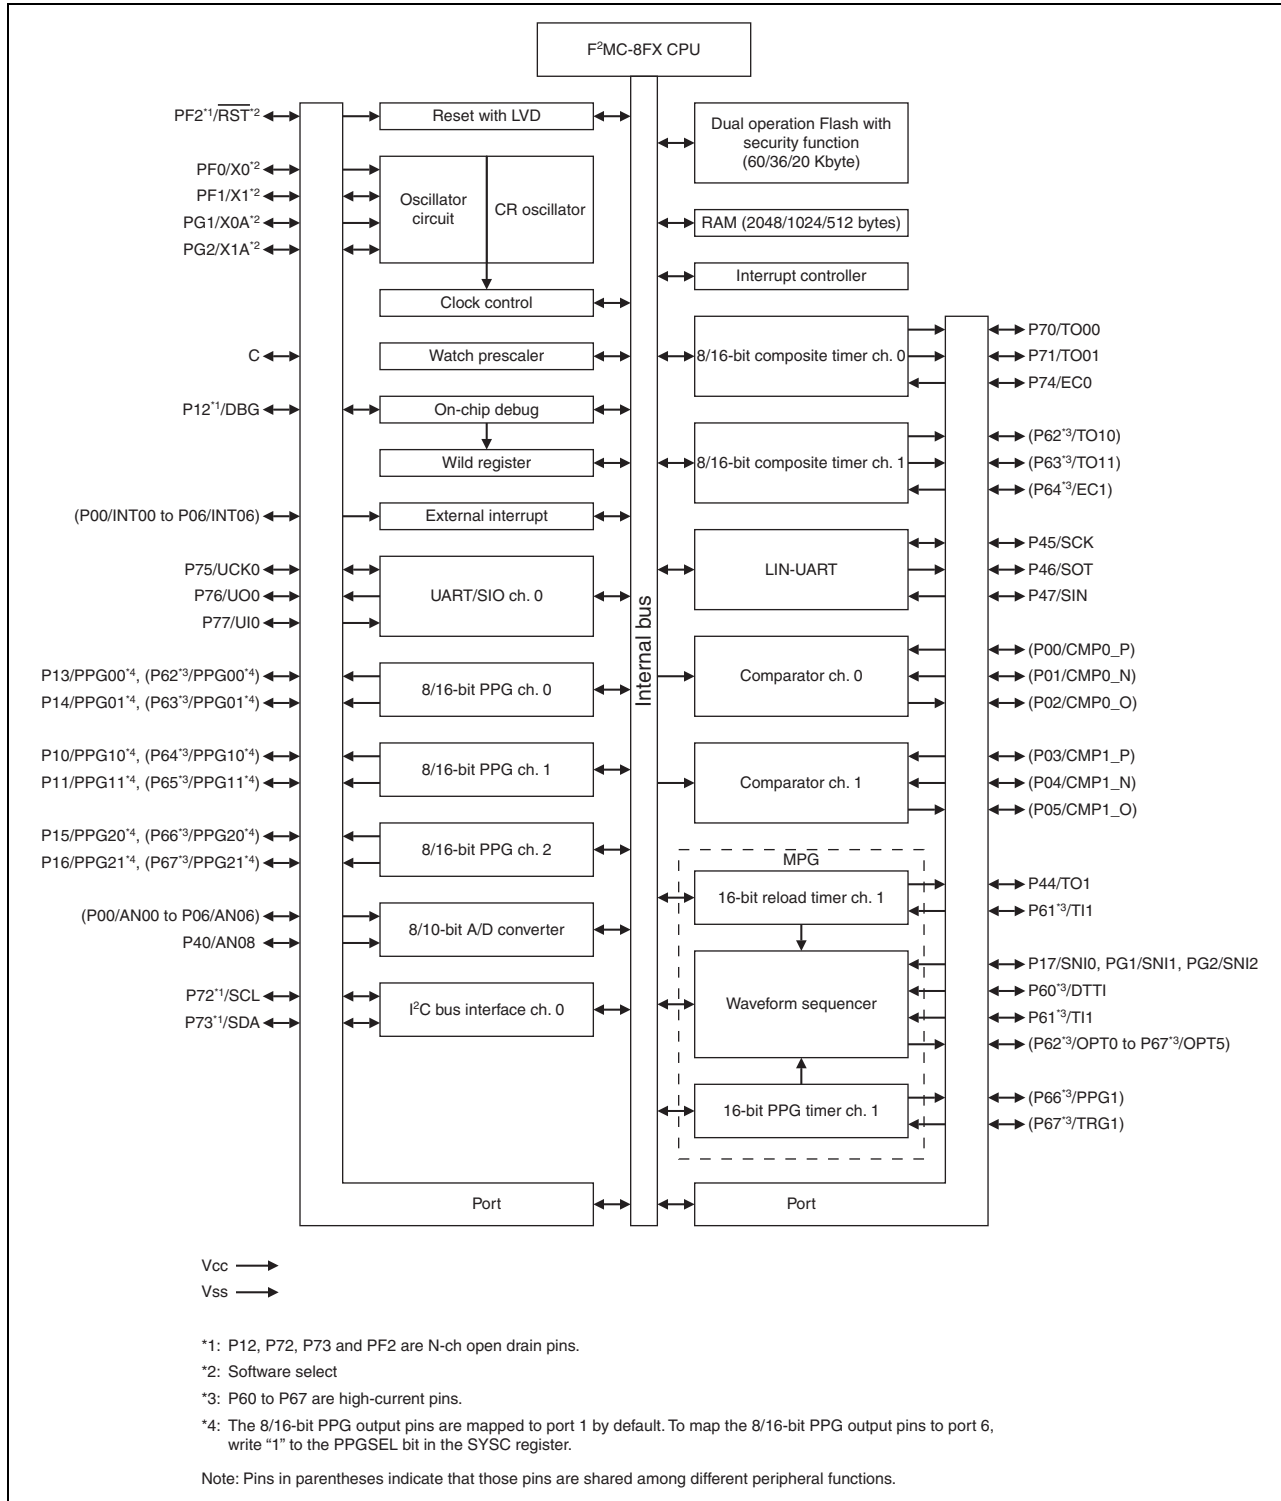 F²MC-8FX CPU
PF2*1/RST*2
Reset with LVD
Dual operation Flash with
security function
(60/36/20 Kbyte)
PF0/X0*2
PF1/X1*2
PG1/X0A*2
PG2/X1A*2
Oscillator
circuit
CR oscillator
RAM (2048/1024/512 bytes)
Interrupt controller
Clock control
C
Watch prescaler
8/16-bit composite timer ch. 0
P70/TO00
P71/TO01
P74/EC0
P12*1/DBG
On-chip debug
Wild register
8/16-bit composite timer ch. 1
(P62*3/TO10)
(P63*3/TO11)
(P64*3/EC1)
(P00/INT00 to P06/INT06)
External interrupt
P75/UCK0
P76/UO0
P77/UI0
UART/SIO ch. 0
Internal bus
LIN-UART
P45/SCK
P46/SOT
P47/SIN
P13/PPG00*4, (P62*3/PPG00*4)
P14/PPG01*4, (P63*3/PPG01*4)
8/16-bit PPG ch. 0
Comparator ch. 0
(P00/CMP0_P)
(P01/CMP0_N)
(P02/CMP0_O)
P10/PPG10*4, (P64*3/PPG10*4)
P11/PPG11*4, (P65*3/PPG11*4)
8/16-bit PPG ch. 1
Comparator ch. 1
(P03/CMP1_P)
(P04/CMP1_N)
(P05/CMP1_O)
P15/PPG20*4, (P66*3/PPG20*4)
P16/PPG21*4, (P67*3/PPG21*4)
8/16-bit PPG ch. 2
MPG
16-bit reload timer ch. 1
P44/TO1
P61*3/TI1
(P00/AN00 to P06/AN06)
P40/AN08
8/10-bit A/D converter
Waveform sequencer
P17/SNI0, PG1/SNI1, PG2/SNI2
P60*3/DTTI
P61*3/TI1
(P62*3/OPT0 to P67*3/OPT5)
P72*1/SCL
P73*1/SDA
I²C bus interface ch. 0
16-bit PPG timer ch. 1
(P66*3/PPG1)
(P67*3/TRG1)
Port
Port
Vcc
Vss
*1: P12, P72, P73 and PF2 are N-ch open drain pins.
*2: Software select
*3: P60 to P67 are high-current pins.
*4: The 8/16-bit PPG output pins are mapped to port 1 by default. To map the 8/16-bit PPG output pins to port 6,
write “1” to the PPGSEL bit in the SYSC register.
Note: Pins in parentheses indicate that those pins are shared among different peripheral functions.